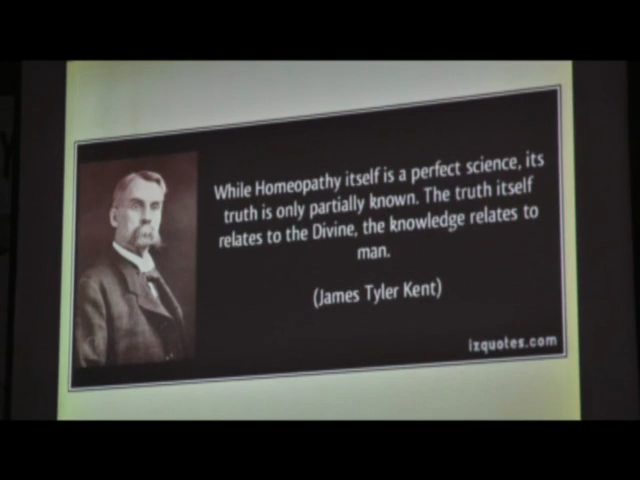 While Homeopathy itself is a perfect science, its
truth is only partially known. The truth itself
relates to the Divine, the knowledge relates to
man.
(James Tyler Kent)
izquotes.com